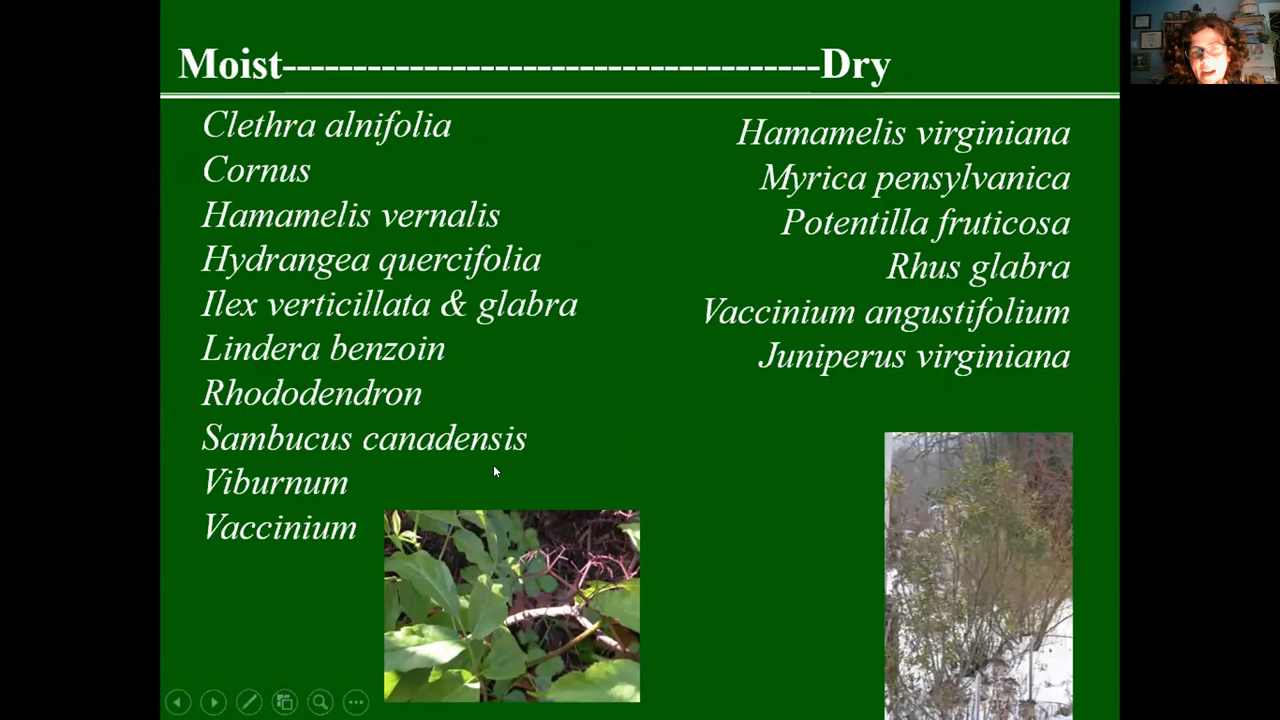 Moist--------------------------------------Dry
Clethra alnifolia
Cornus
Hamamelis vernalis
Hydrangea quercifolia
Ilex verticillata & glabra
Lindera benzoin
Rhododendron
Sambucus canadensis
Viburnum
Vaccinium
Hamamelis virginiana
Myrica pensylvanica
Potentilla fruticosa
Rhus glabra
Vaccinium angustifolium
Juniperus virginiana